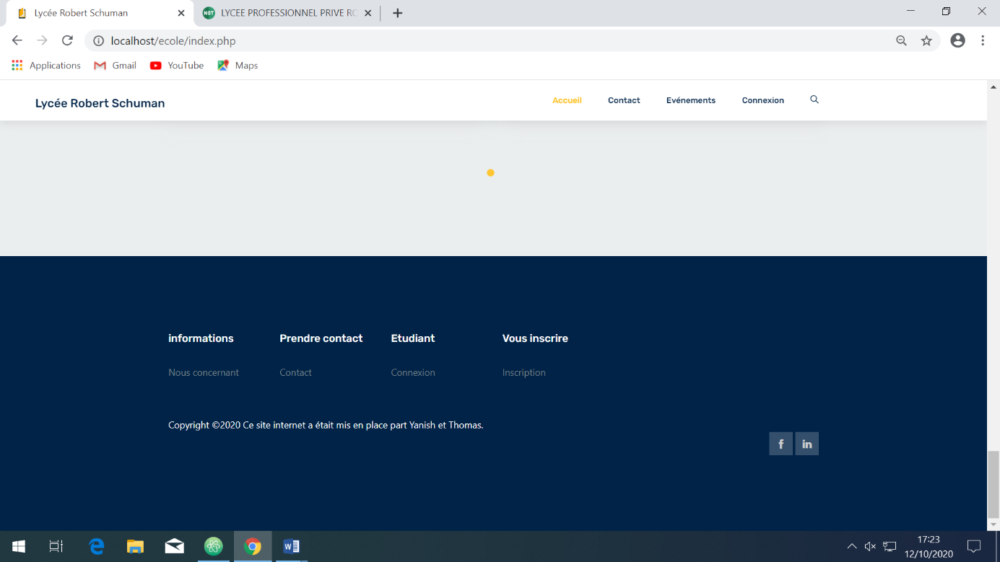 Lycée Robert Schuman
NOT LYCEE PROFESSIONNEL PRIVE RO
localhost/ecole/index.php
Applications Gmail YouTube Maps
Lycée Robert Schuman Accueil Contact Evénements Connexion
informations Prendre contact Etudiant Vous inscrire
Nous concernant Contact Connexion Inscription
Copyright ©2020 Ce site internet a était mis en place part Yanish et Thomas.
f in
17:23
12/10/2020